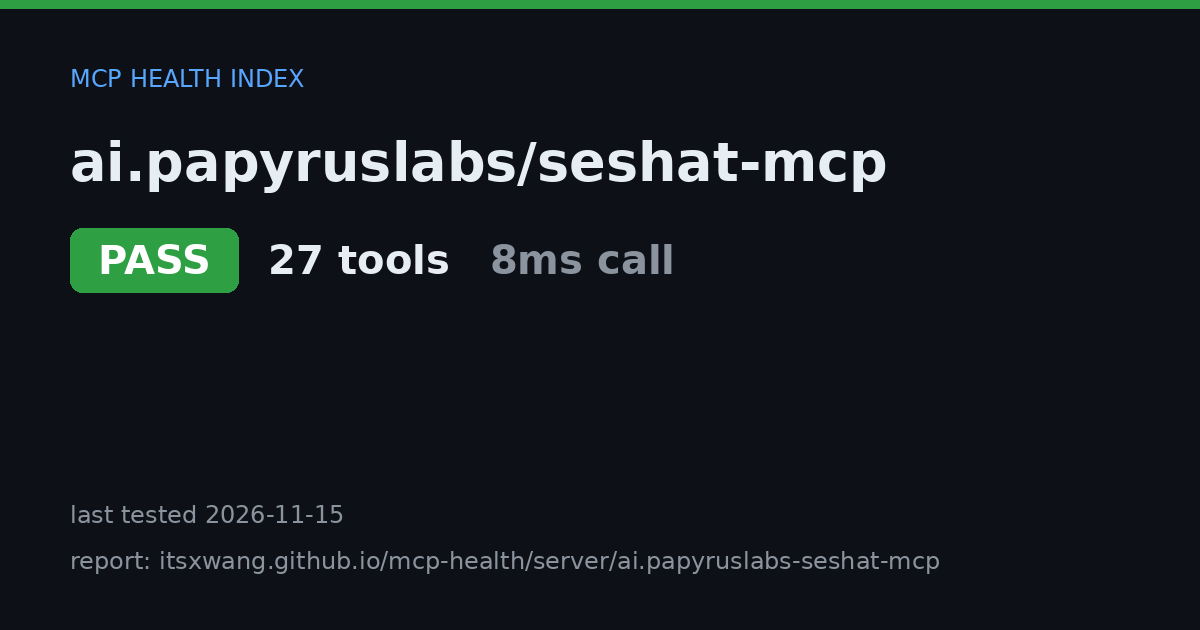 MCP HEALTH INDEX
ai.papyruslabs/seshat-mcp
PASS 27 tools 8ms call
last tested 2026-11-15
report: itsxwang.github.io/mcp-health/server/ai.papyruslabs-seshat-mcp